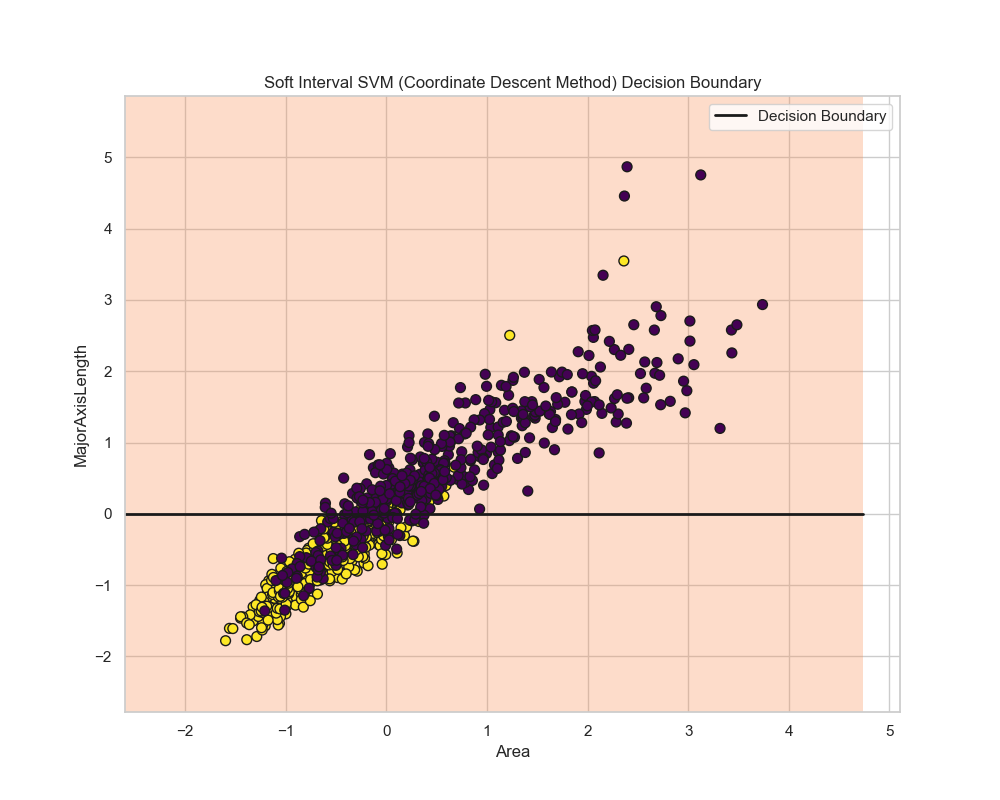 Soft Interval SVM (Coordinate Descent Method) Decision Boundary
Decision Boundary
5
4
3
2
1
0
−1
−2
MajorAxisLength
−2 −1 0 1 2 3 4 5
Area